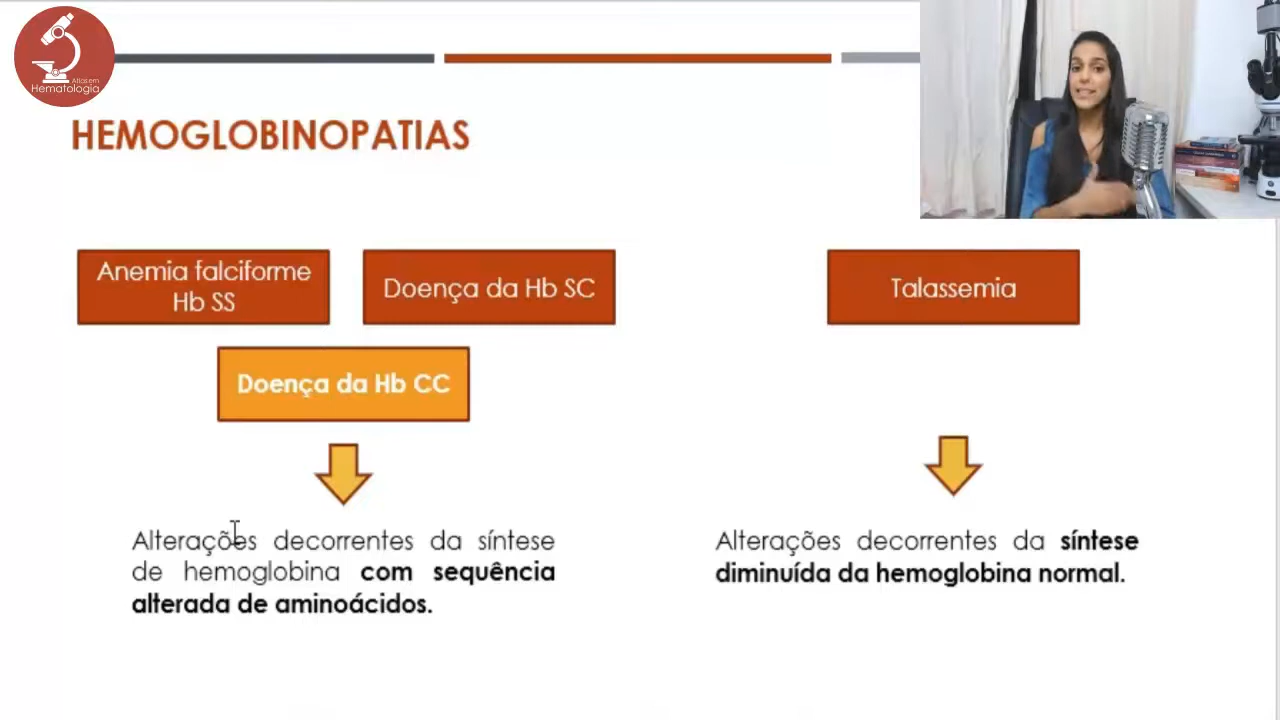 Atlas em
Hematologia
HEMOGLOBINOPATIAS
Anemia falciforme
Hb SS
Doença da Hb SC
Talassemia
Doença da Hb CC
Alterações decorrentes da síntese
de hemoglobina com sequência
alterada de aminoácidos.
Alterações decorrentes da síntese
diminuída da hemoglobina normal.